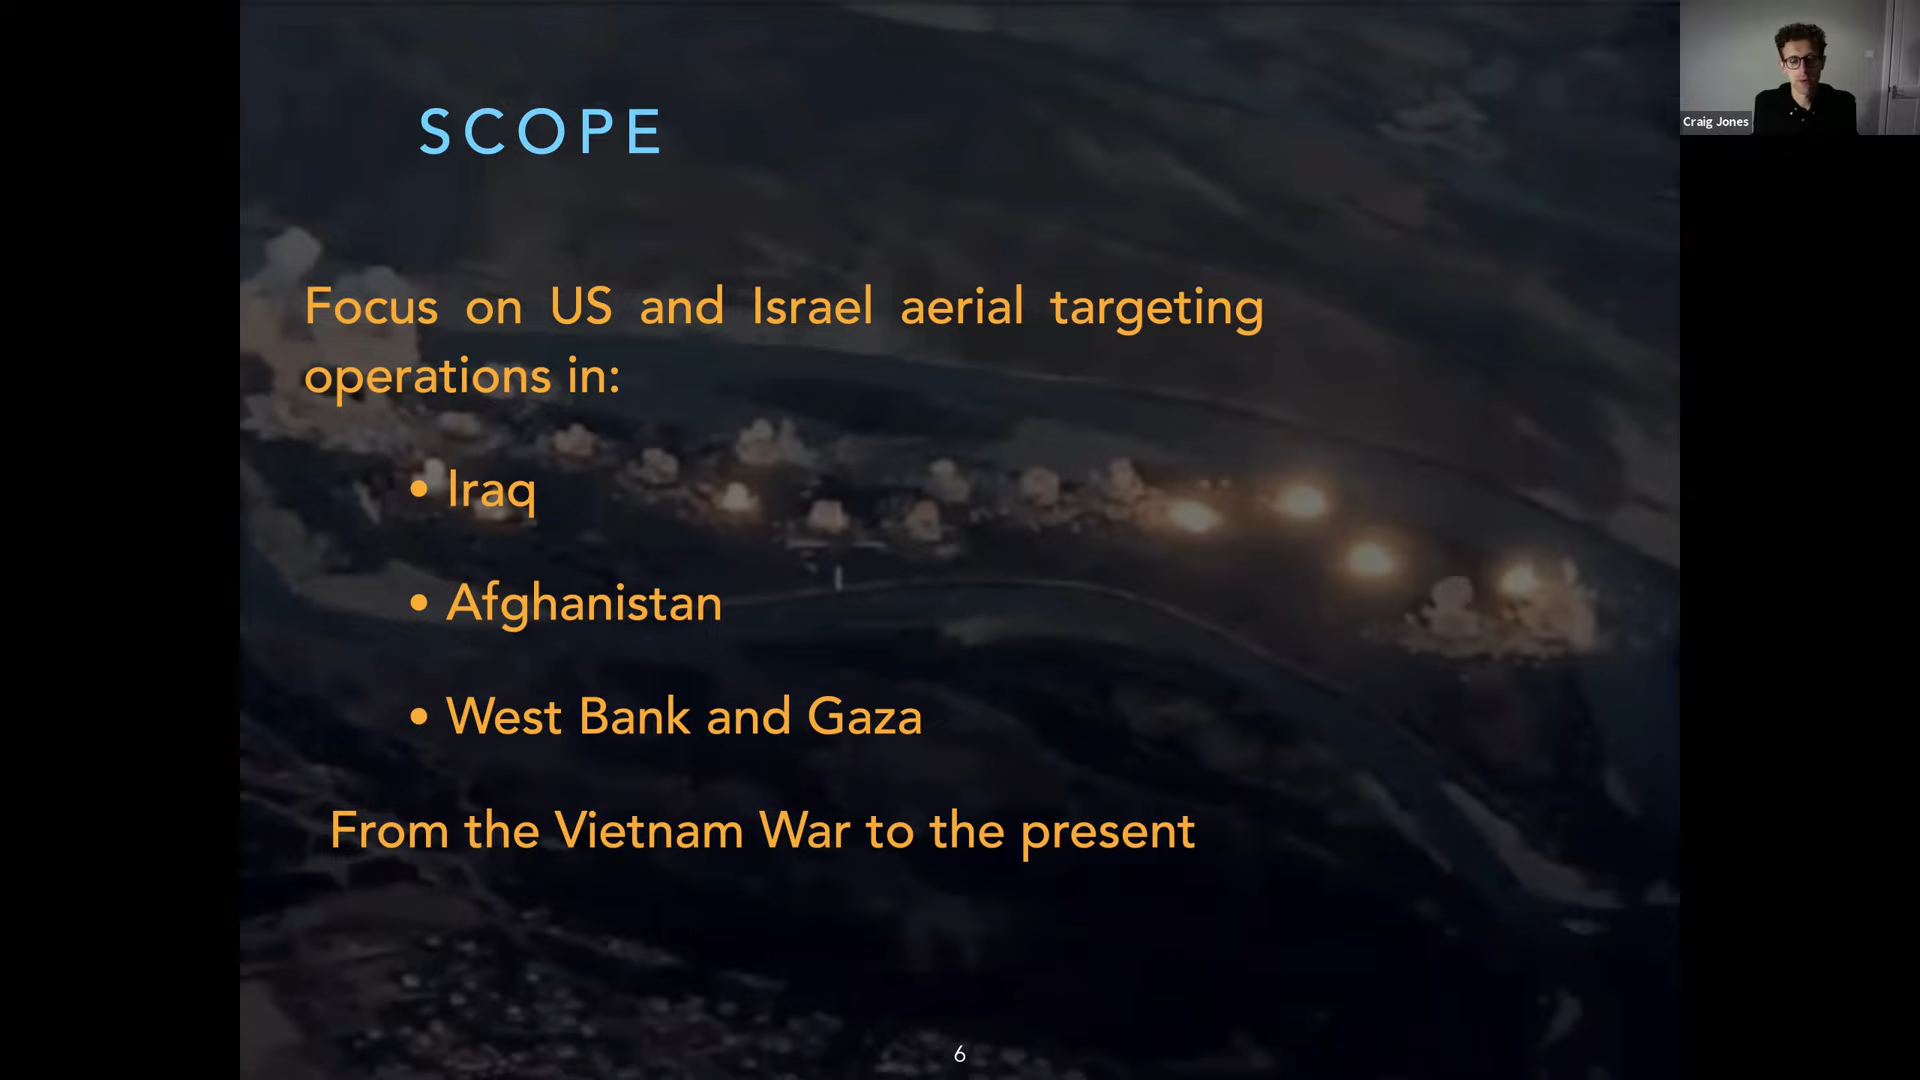 SCOPE
Craig Jones
Focus on US and Israel aerial targeting
operations in:
• Iraq
• Afghanistan
• West Bank and Gaza
From the Vietnam War to the present
6